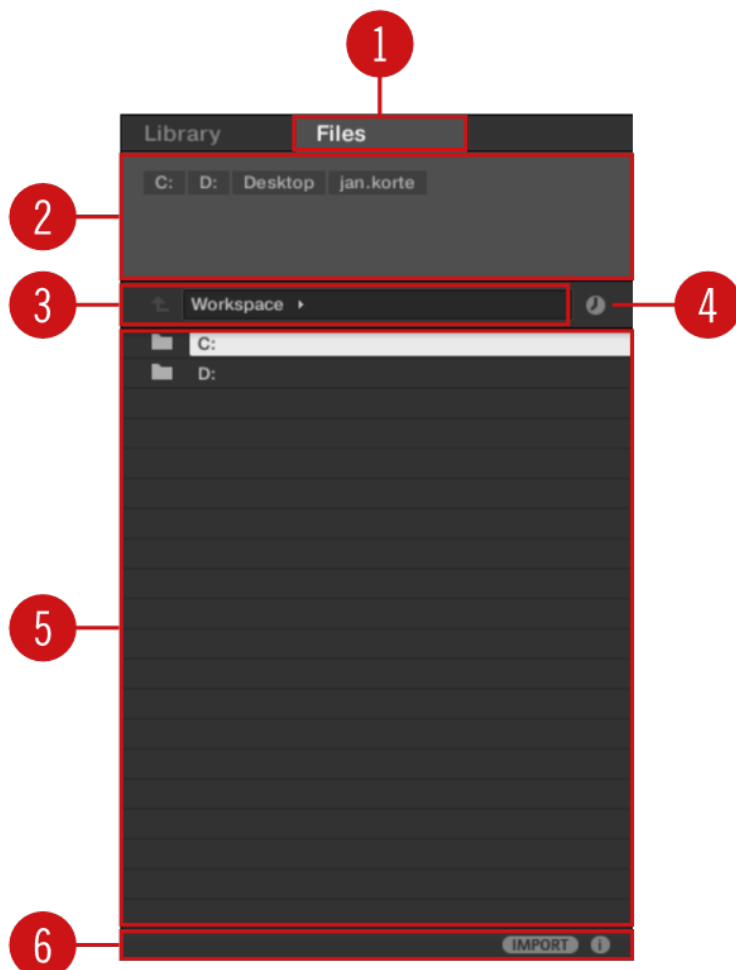 1
Library Files
2
C: D: Desktop jan.korte
3
Workspace
4
C:
D:
5
IMPORT i
6